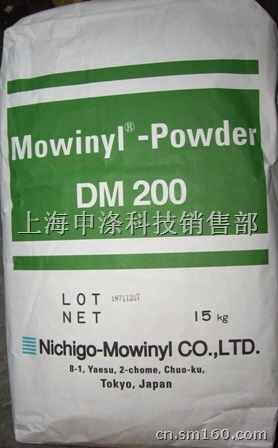 Mowinyl®-Powder
DM 200
上海申涤科技销售部
LOT 18711307
NET 15 kg
Nichigo-Mowinyl CO.,LTD.
8-1, Yaesu, 2-chome, Chuo-ku,
Tokyo, Japan
cn.sm160.com